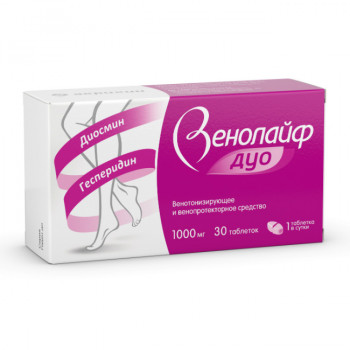 Диосмин
Гесперидин
Венолайф
дуо
Венотонизирующее
и венопротекторное средство
1000 мг 30 таблеток 1 таблетка
в сутки